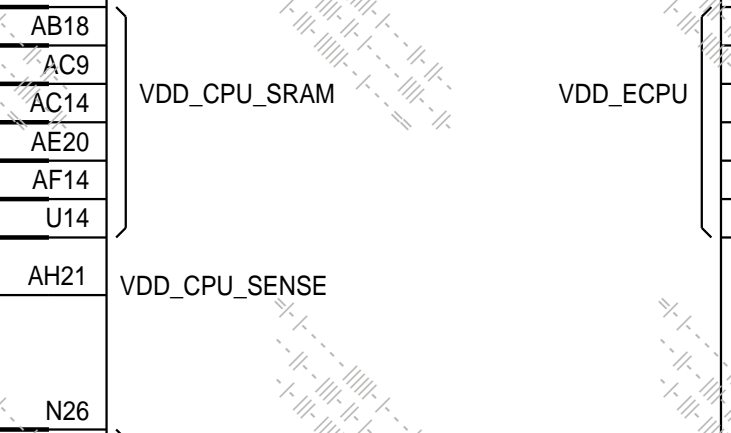 AB18
AC9
AC14
AE20
AF14
U14
VDD_CPU_SRAM
VDD_ECPU
AH21
VDD_CPU_SENSE
N26